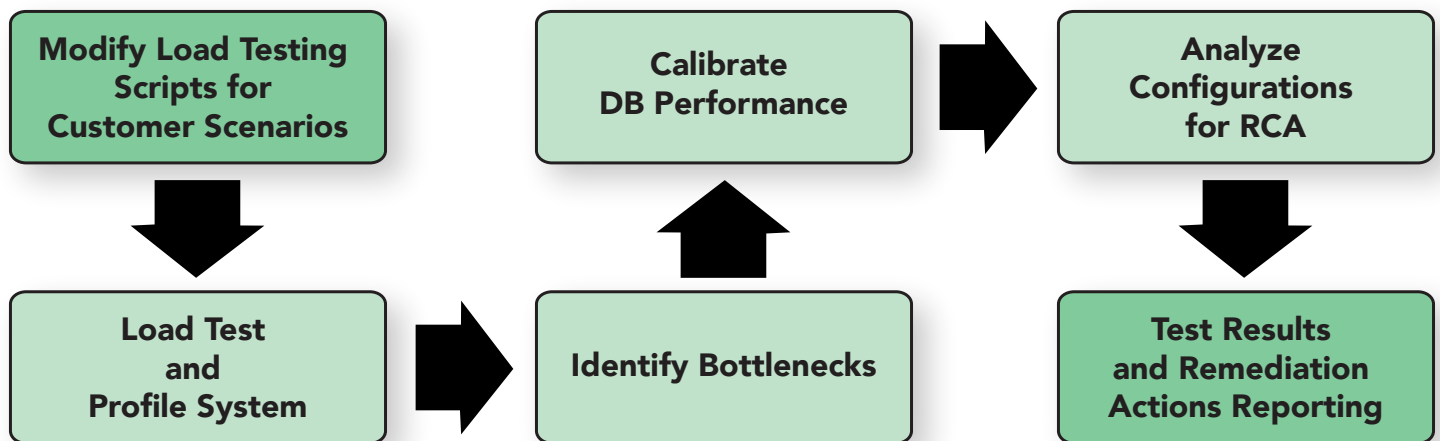 Modify Load Testing
Scripts for
Customer Scenarios
Load Test
and
Profile System
Identify Bottlenecks
Calibrate
DB Performance
Analyze
Configurations
for RCA
Test Results
and Remediation
Actions Reporting